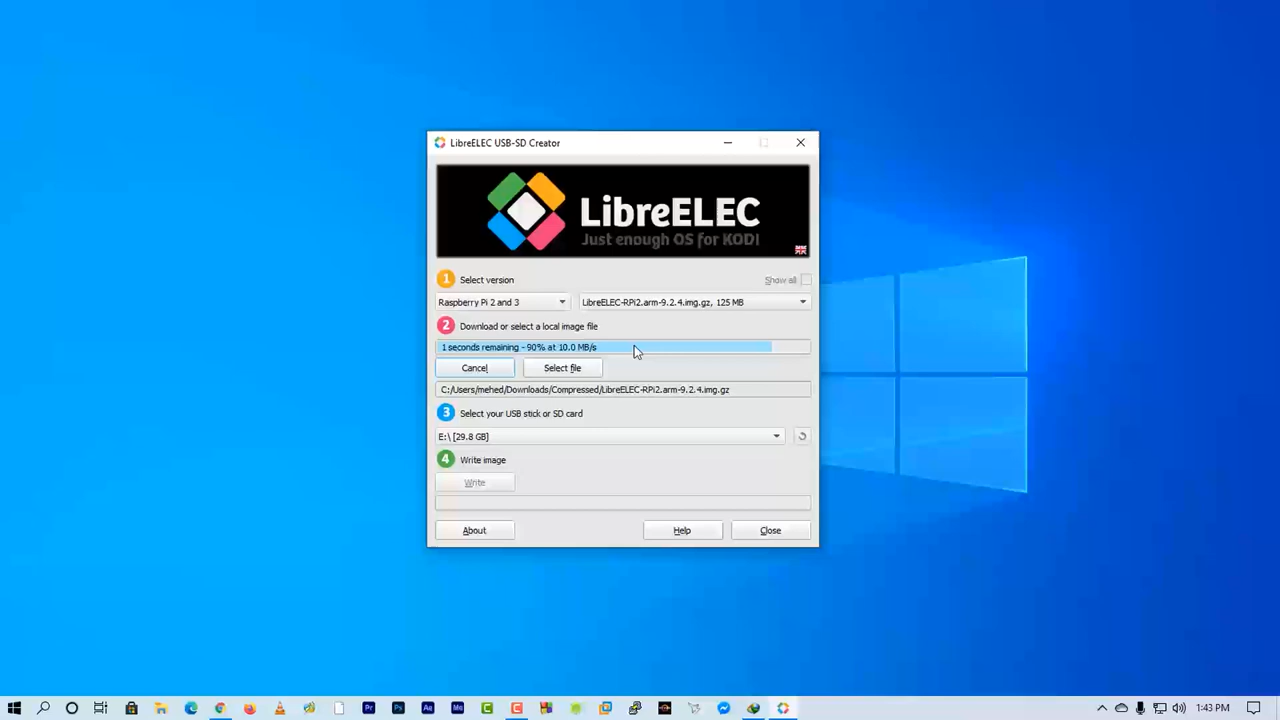 LibreELEC USB-SD Creator
LibreELEC
Just enough OS for KODI
1 Select version
Show all
Raspberry Pi 2 and 3
LibreELEC-RPi2.arm-9.2.4.img.gz, 125 MB
2 Download or select a local image file
1 seconds remaining - 90% at 10.0 MB/s
Cancel
Select file
C:/Users/mehed/Downloads/Compressed/LibreELEC-RPi2.arm-9.2.4.img.gz
3 Select your USB stick or SD card
E:\ [29.8 GB]
4 Write image
Write
About
Help
Close
Pr
Ps
Ae
Me
C
C
1:43 PM